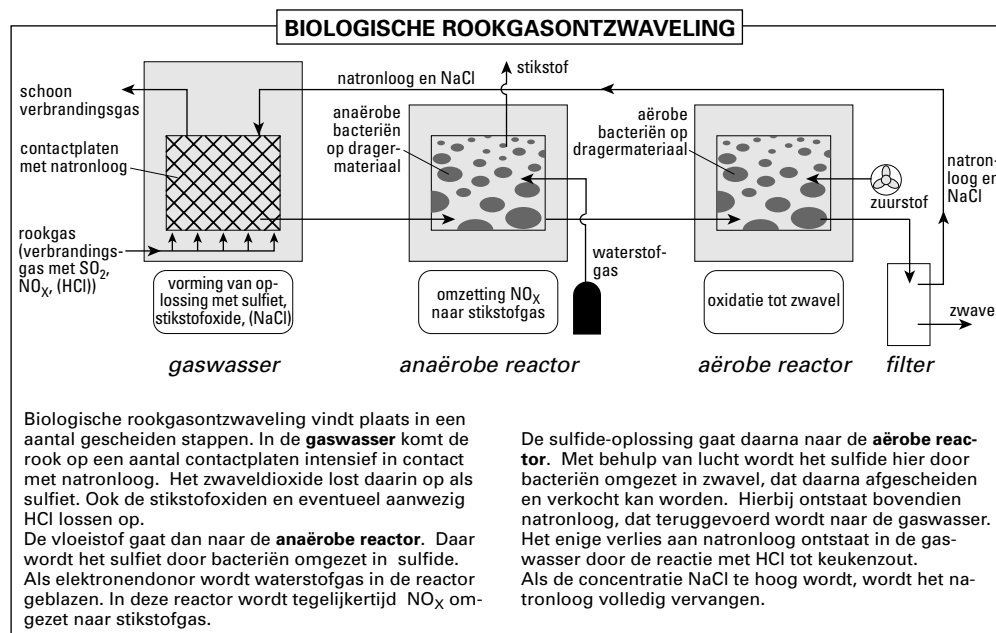 BIOLOGISCHE ROOKGASONTZWAVELING
schoon
verbrandingsgas
natronloog en NaCl
stikstof
contactplaten
met natronloog
anaërobe
bacteriën
op drager-
materiaal
aërobe
bacteriën op
dragermateriaal
zuurstof
natron-
loog en
NaCl
rookgas
(verbrandings-
gas met SO2,
NOX, (HCl))
waterstof-
gas
vorming van op-
lossing met sulfiet,
stikstofoxide, (NaCl)
omzetting NOX
naar stikstofgas
oxidatie tot zwavel
zwave
gaswasser
anaërobe reactor
aërobe reactor
filter
Biologische rookgasontzwaveling vindt plaats in een
aantal gescheiden stappen. In de gaswasser komt de
rook op een aantal contactplaten intensief in contact
met natronloog. Het zwaveldioxide lost daarin op als
sulfiet. Ook de stikstofoxiden en eventueel aanwezig
HCl lossen op.
De vloeistof gaat dan naar de anaërobe reactor. Daar
wordt het sulfiet door bacteriën omgezet in sulfide.
Als elektronendonor wordt waterstofgas in de reactor
geblazen. In deze reactor wordt tegelijkertijd NOX om-
gezet naar stikstofgas.
De sulfide-oplossing gaat daarna naar de aërobe reac-
tor. Met behulp van lucht wordt het sulfide hier door
bacteriën omgezet in zwavel, dat daarna afgescheiden
en verkocht kan worden. Hierbij ontstaat bovendien
natronloog, dat teruggevoerd wordt naar de gaswasser.
Het enige verlies aan natronloog ontstaat in de gas-
wasser door de reactie met HCl tot keukenzout.
Als de concentratie NaCl te hoog wordt, wordt het na-
tronloog volledig vervangen.